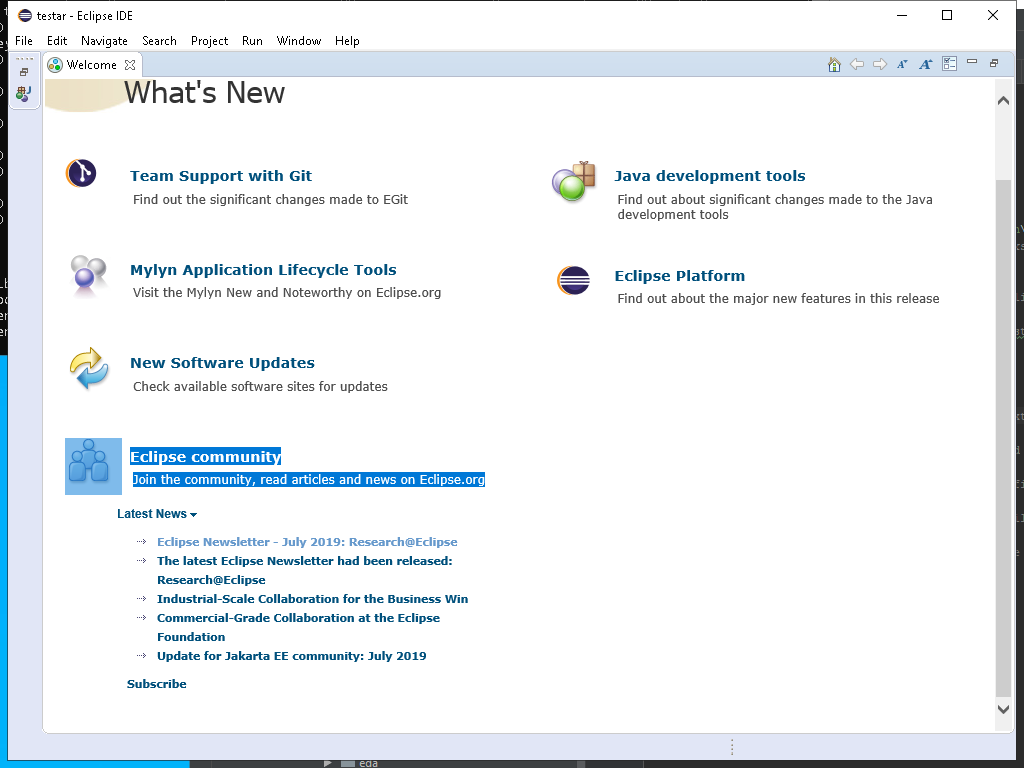 testar - Eclipse IDE
File Edit Navigate Search Project Run Window Help
Welcome
What's New
Team Support with Git
Find out the significant changes made to EGit
Java development tools
Find out about significant changes made to the Java
development tools
Mylyn Application Lifecycle Tools
Visit the Mylyn New and Noteworthy on Eclipse.org
Eclipse Platform
Find out about the major new features in this release
New Software Updates
Check available software sites for updates
Eclipse community
Join the community, read articles and news on Eclipse.org
Latest News
Eclipse Newsletter - July 2019: Research@Eclipse
The latest Eclipse Newsletter had been released:
Research@Eclipse
Industrial-Scale Collaboration for the Business Win
Commercial-Grade Collaboration at the Eclipse
Foundation
Update for Jakarta EE community: July 2019
Subscribe
eda